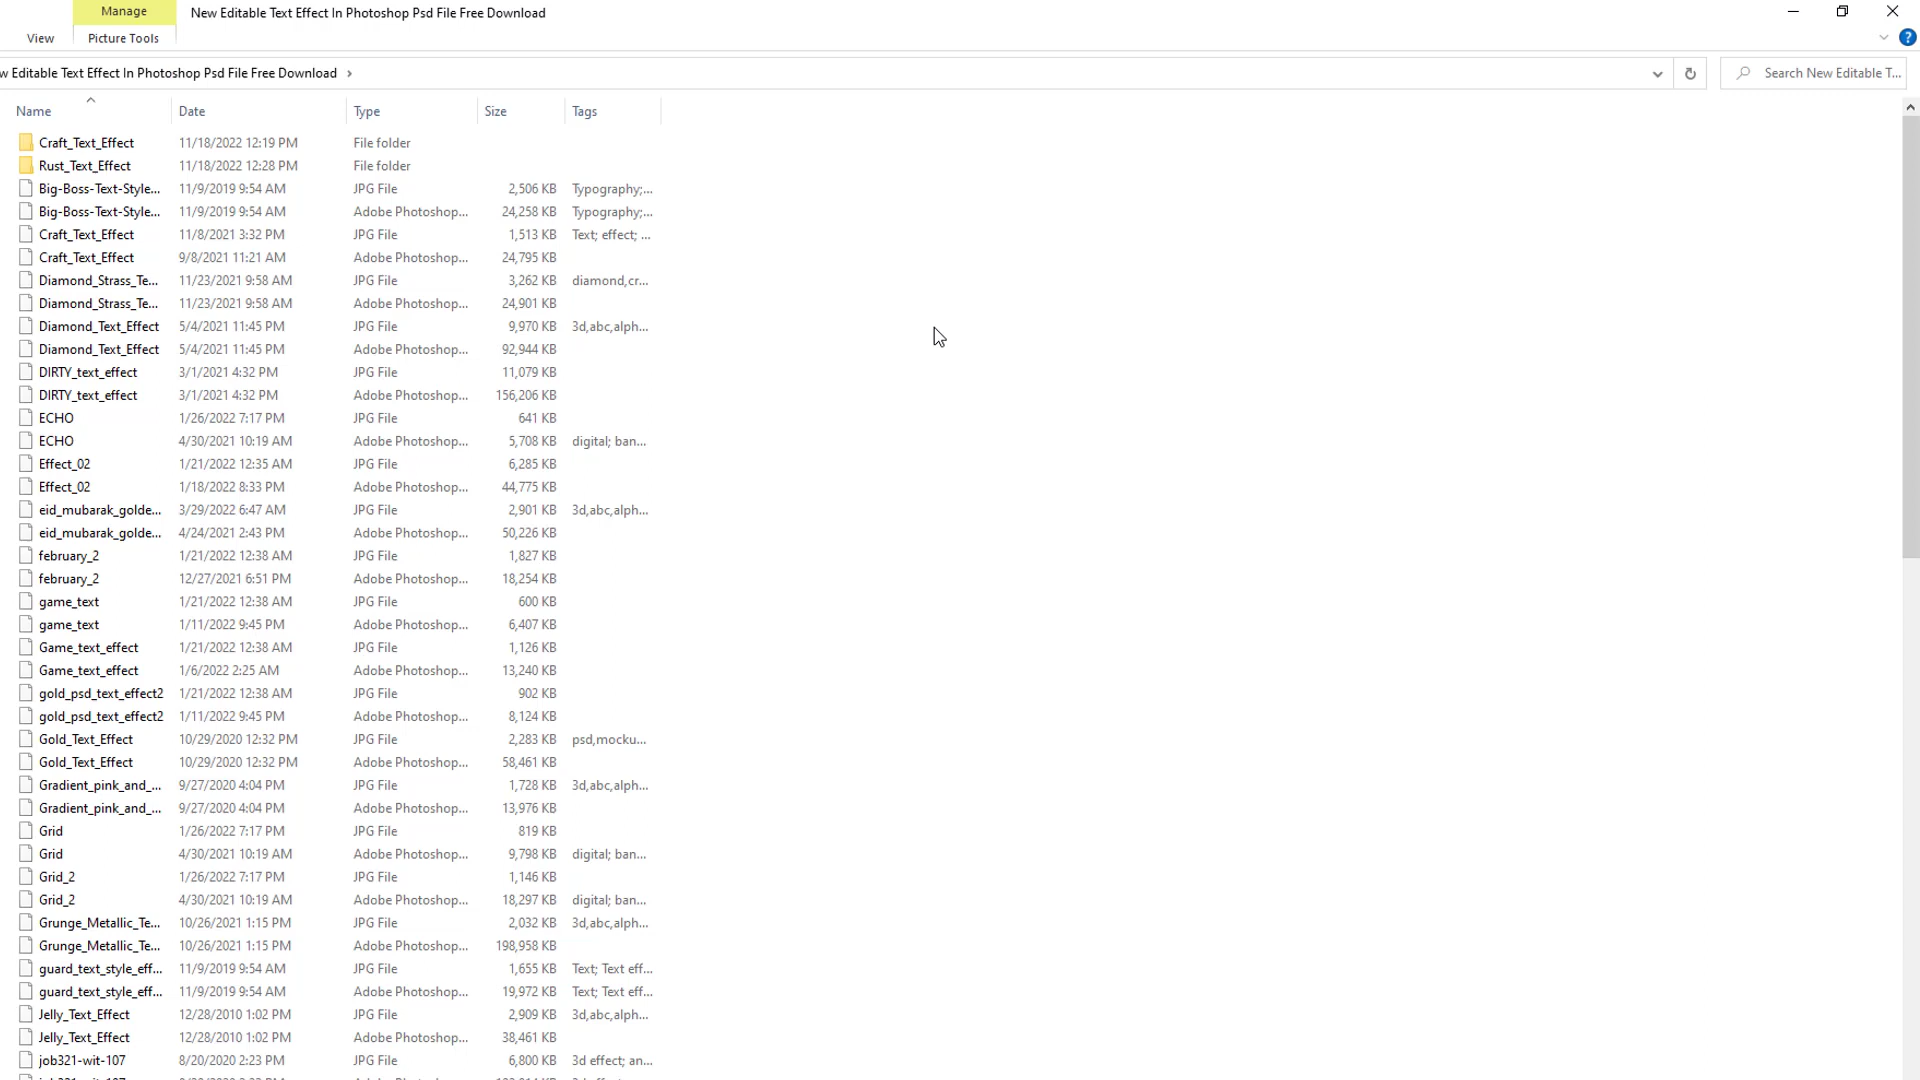 Manage
New Editable Text Effect In Photoshop Psd File Free Download
View
Picture Tools
w Editable Text Effect In Photoshop Psd File Free Download
Search New Editable T...
Name Date Type Size Tags
Craft_Text_Effect 11/18/2022 12:19 PM File folder
Rust_Text_Effect 11/18/2022 12:28 PM File folder
Big-Boss-Text-Style... 11/9/2019 9:54 AM JPG File 2,506 KB Typography;...
Big-Boss-Text-Style... 11/9/2019 9:54 AM Adobe Photoshop... 24,258 KB Typography;...
Craft_Text_Effect 11/8/2021 3:32 PM JPG File 1,513 KB Text; effect; ...
Craft_Text_Effect 9/8/2021 11:21 AM Adobe Photoshop... 24,795 KB
Diamond_Strass_Te... 11/23/2021 9:58 AM JPG File 3,262 KB diamond,cr...
Diamond_Strass_Te... 11/23/2021 9:58 AM Adobe Photoshop... 24,901 KB
Diamond_Text_Effect 5/4/2021 11:45 PM JPG File 9,970 KB 3d,abc,alph...
Diamond_Text_Effect 5/4/2021 11:45 PM Adobe Photoshop... 92,944 KB
DIRTY_text_effect 3/1/2021 4:32 PM JPG File 11,079 KB
DIRTY_text_effect 3/1/2021 4:32 PM Adobe Photoshop... 156,206 KB
ECHO 1/26/2022 7:17 PM JPG File 641 KB
ECHO 4/30/2021 10:19 AM Adobe Photoshop... 5,708 KB digital; ban...
Effect_02 1/21/2022 12:35 AM JPG File 6,285 KB
Effect_02 1/18/2022 8:33 PM Adobe Photoshop... 44,775 KB
eid_mubarak_golde... 3/29/2022 6:47 AM JPG File 2,901 KB 3d,abc,alph...
eid_mubarak_golde... 4/24/2021 2:43 PM Adobe Photoshop... 50,226 KB
february_2 1/21/2022 12:38 AM JPG File 1,827 KB
february_2 12/27/2021 6:51 PM Adobe Photoshop... 18,254 KB
game_text 1/21/2022 12:38 AM JPG File 600 KB
game_text 1/11/2022 9:45 PM Adobe Photoshop... 6,407 KB
Game_text_effect 1/21/2022 12:38 AM JPG File 1,126 KB
Game_text_effect 1/6/2022 2:25 AM Adobe Photoshop... 13,240 KB
gold_psd_text_effect2 1/21/2022 12:38 AM JPG File 902 KB
gold_psd_text_effect2 1/11/2022 9:45 PM Adobe Photoshop... 8,124 KB
Gold_Text_Effect 10/29/2020 12:32 PM JPG File 2,283 KB psd,mocku...
Gold_Text_Effect 10/29/2020 12:32 PM Adobe Photoshop... 58,461 KB
Gradient_pink_and_... 9/27/2020 4:04 PM JPG File 1,728 KB 3d,abc,alph...
Gradient_pink_and_... 9/27/2020 4:04 PM Adobe Photoshop... 13,976 KB
Grid 1/26/2022 7:17 PM JPG File 819 KB
Grid 4/30/2021 10:19 AM Adobe Photoshop... 9,798 KB digital; ban...
Grid_2 1/26/2022 7:17 PM JPG File 1,146 KB
Grid_2 4/30/2021 10:19 AM Adobe Photoshop... 18,297 KB digital; ban...
Grunge_Metallic_Te... 10/26/2021 1:15 PM JPG File 2,032 KB 3d,abc,alph...
Grunge_Metallic_Te... 10/26/2021 1:15 PM Adobe Photoshop... 198,958 KB
guard_text_style_eff... 11/9/2019 9:54 AM JPG File 1,655 KB Text; Text eff...
guard_text_style_eff... 11/9/2019 9:54 AM Adobe Photoshop... 19,972 KB Text; Text eff...
Jelly_Text_Effect 12/28/2010 1:02 PM JPG File 2,909 KB 3d,abc,alph...
Jelly_Text_Effect 12/28/2010 1:02 PM Adobe Photoshop... 38,461 KB
job321-wit-107 8/20/2020 2:23 PM JPG File 6,800 KB 3d effect; an...